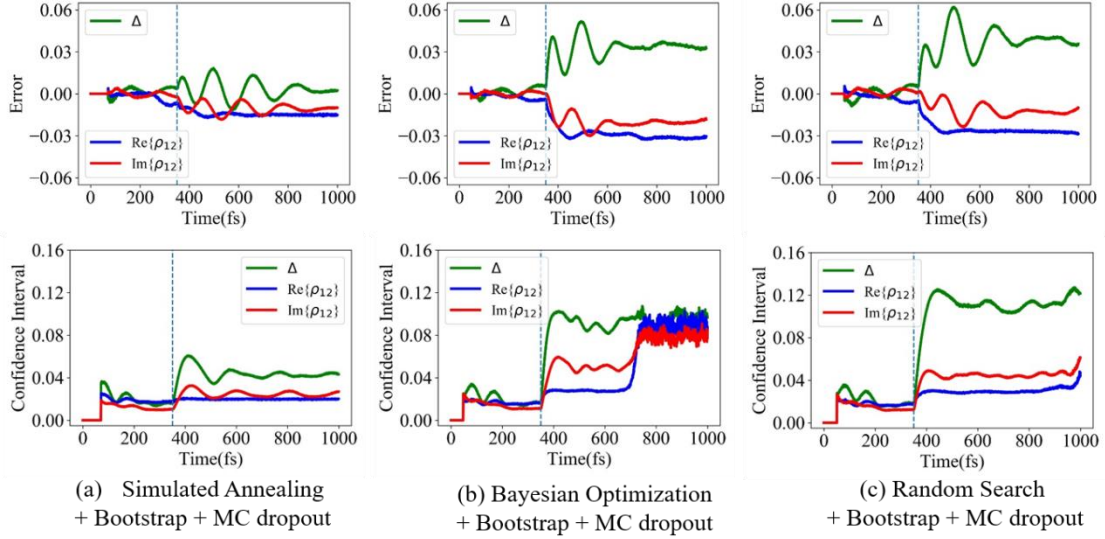 0.06
0.03
0.00
−0.03
−0.06
Error
Δ
Re{ρ12}
Im{ρ12}
0 200 400 600 800 1000
Time(fs)
0.06
0.03
0.00
−0.03
−0.06
Error
Δ
Re{ρ12}
Im{ρ12}
0 200 400 600 800 1000
Time(fs)
0.06
0.03
0.00
−0.03
−0.06
Error
Δ
Re{ρ12}
Im{ρ12}
0 200 400 600 800 1000
Time(fs)
0.16
0.12
0.08
0.04
0.00
Confidence Interval
Δ
Re{ρ12}
Im{ρ12}
0 200 400 600 800 1000
Time(fs)
0.16
0.12
0.08
0.04
0.00
Confidence Interval
Δ
Re{ρ12}
Im{ρ12}
0 200 400 600 800 1000
Time(fs)
0.16
0.12
0.08
0.04
0.00
Confidence Interval
Δ
Re{ρ12}
Im{ρ12}
0 200 400 600 800 1000
Time(fs)
(a) Simulated Annealing
+ Bootstrap + MC dropout
(b) Bayesian Optimization
+ Bootstrap + MC dropout
(c) Random Search
+ Bootstrap + MC dropout